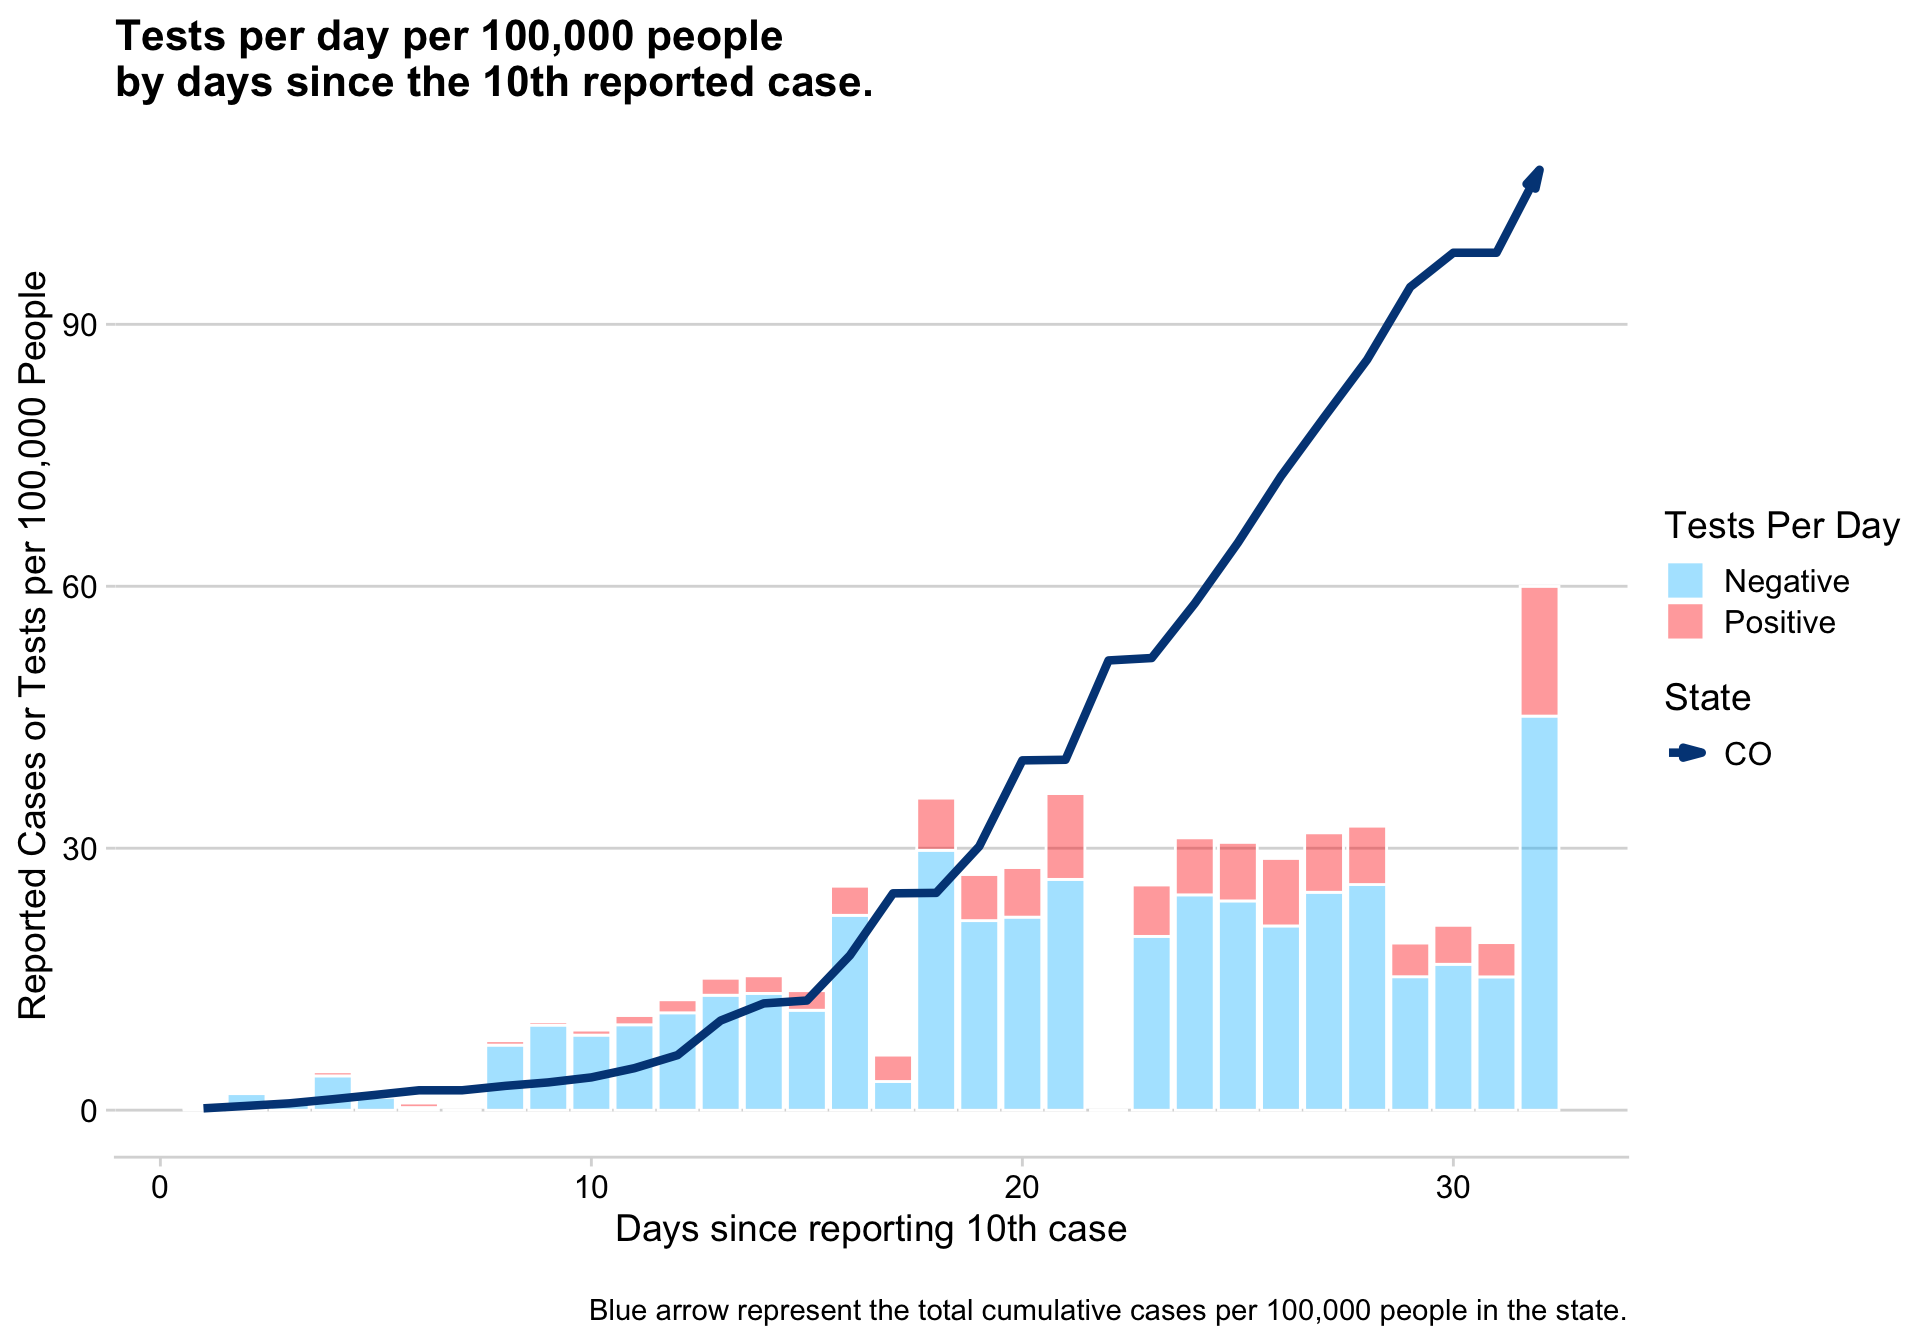 Tests per day per 100,000 people
by days since the 10th reported case.
Reported Cases or Tests per 100,000 People
90
60
30
0
0
10
20
30
Days since reporting 10th case
Tests Per Day
Negative
Positive
State
CO
Blue arrow represent the total cumulative cases per 100,000 people in the state.